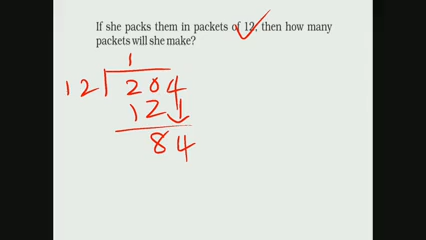 If she packs them in packets of 12, then how many
packets will she make?
1
12 204
12
84